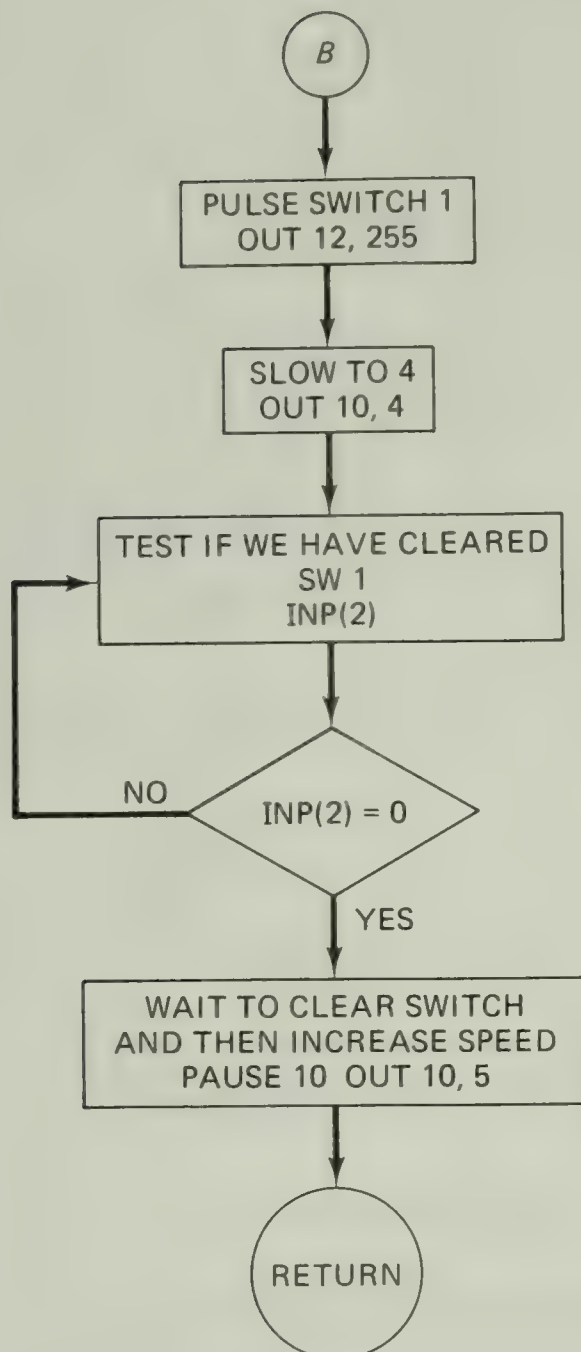 B
PULSE SWITCH 1
OUT 12, 255
SLOW TO 4
OUT 10, 4
TEST IF WE HAVE CLEARED
SW 1
INP(2)
NO
INP(2) = 0
YES
WAIT TO CLEAR SWITCH
AND THEN INCREASE SPEED
PAUSE 10 OUT 10, 5
RETURN